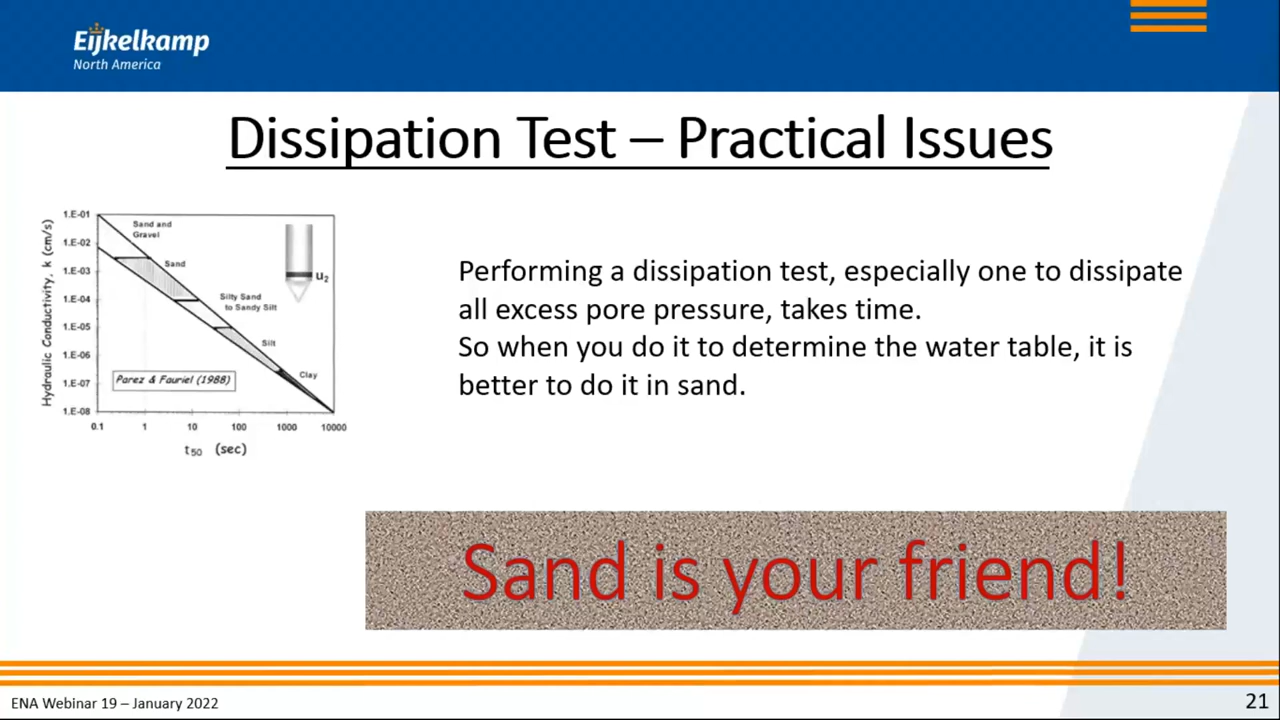 Eijkelkamp
North America
Dissipation Test – Practical Issues
Hydraulic Conductivity, k (cm/s)
1.E-01
1.E-02
1.E-03
1.E-04
1.E-05
1.E-06
1.E-07
1.E-08
Sand and
Gravel
Sand
Silty Sand
to Sandy Silt
Silt
Clay
u2
Parez & Fauriel (1988)
0.1 1 10 100 1000 10000
t50 (sec)
Performing a dissipation test, especially one to dissipate
all excess pore pressure, takes time.
So when you do it to determine the water table, it is
better to do it in sand.
Sand is your friend!
ENA Webinar 19 – January 2022
21